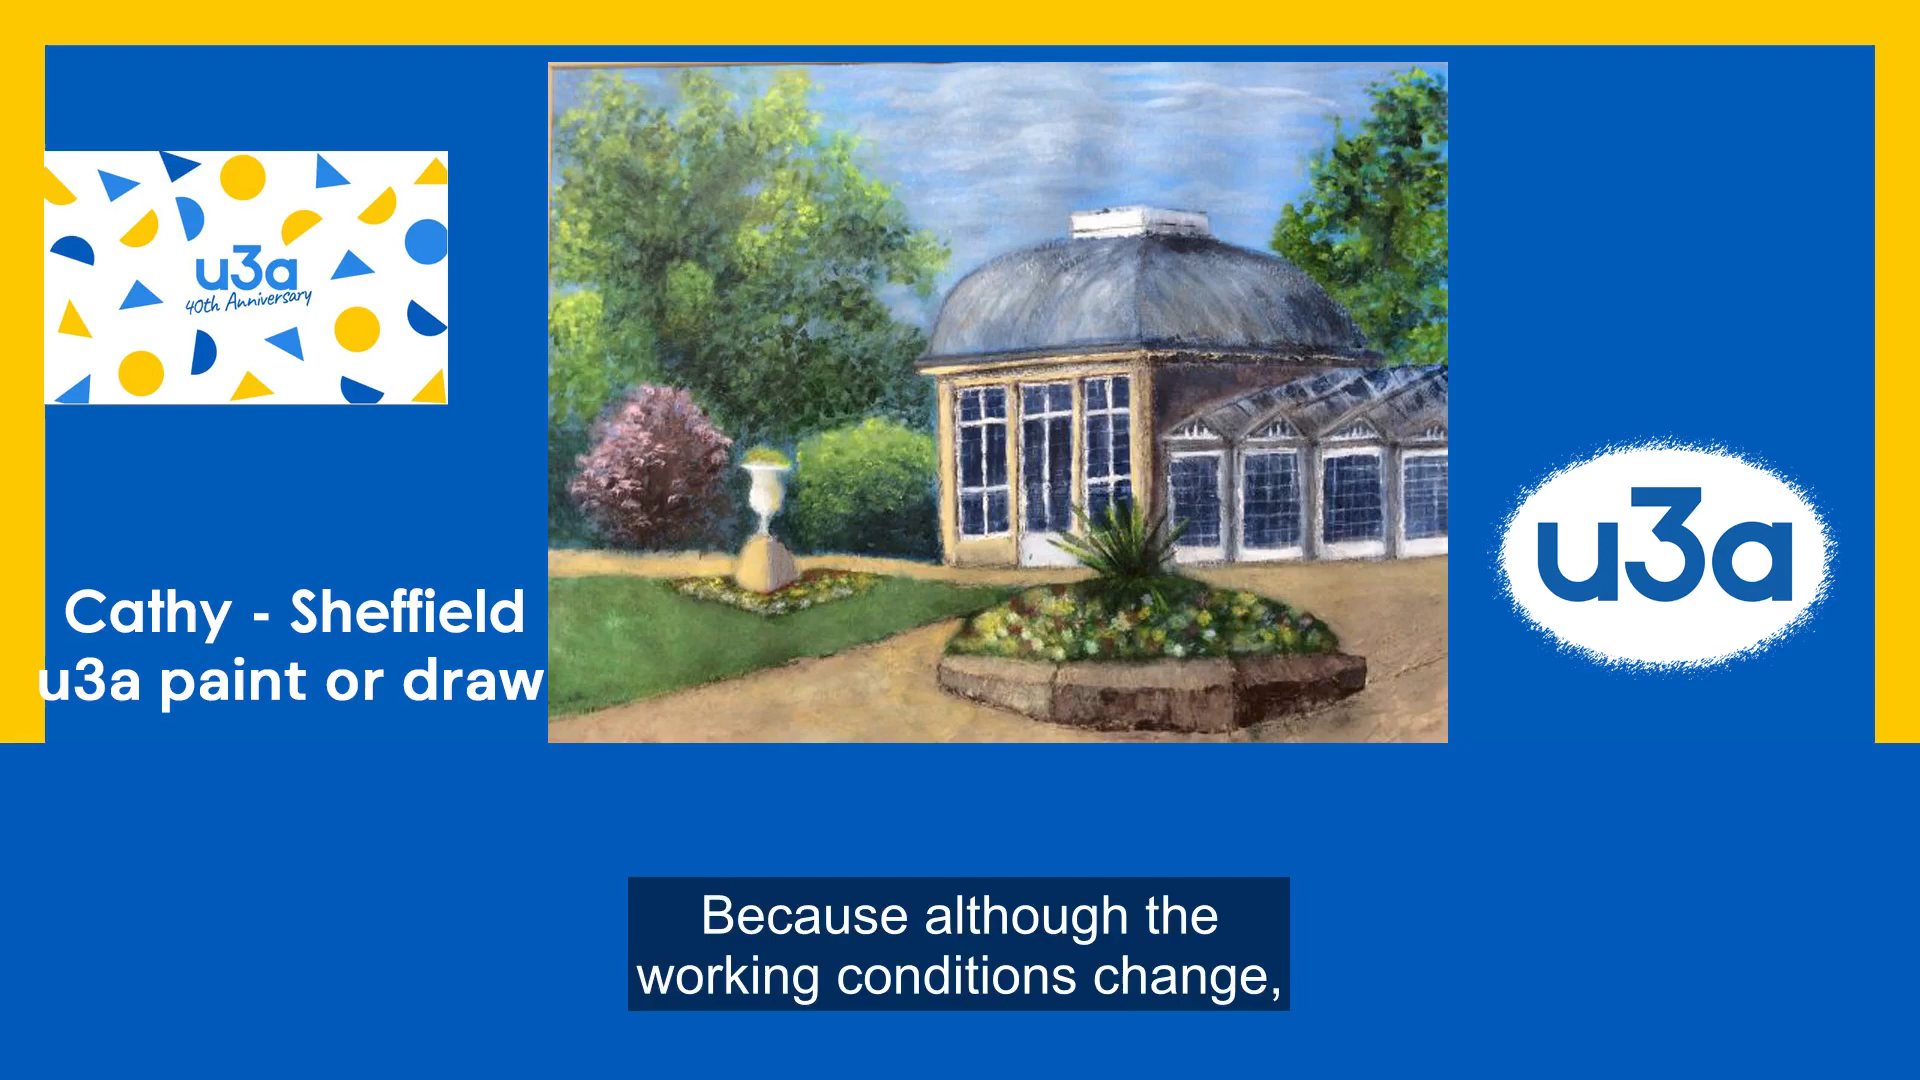 u3a
40th Anniversary
Cathy - Sheffield
u3a paint or draw
u3a
Because although the
working conditions change,